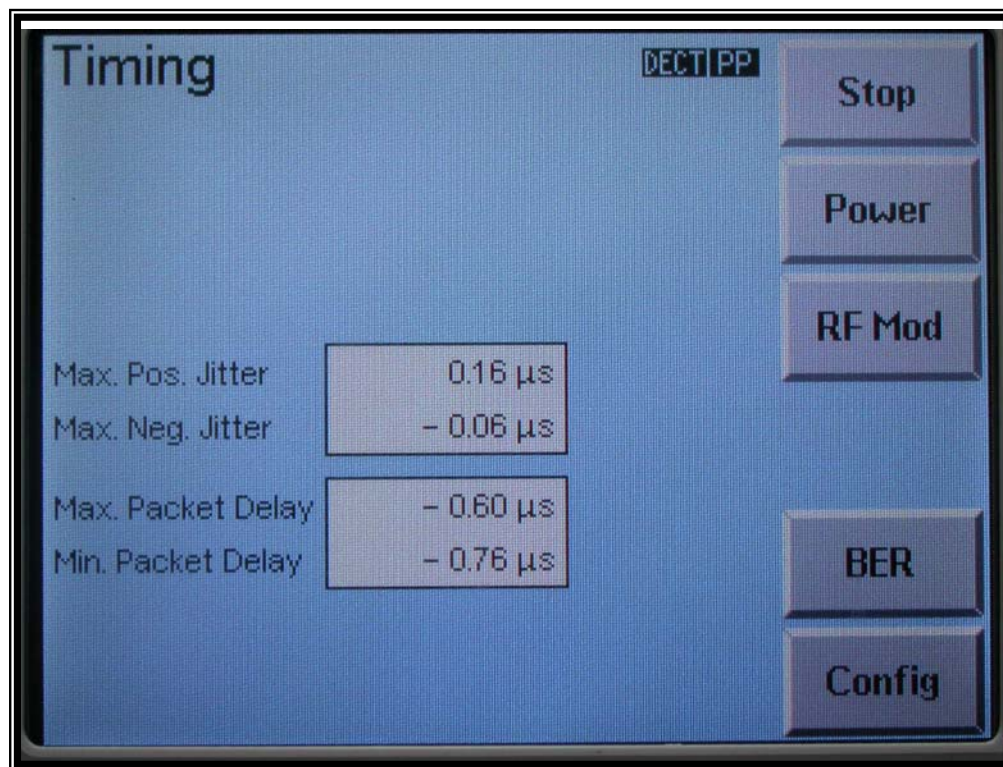 Timing
DECT PP
Stop
Power
RF Mod
Max. Pos. Jitter 0.16 µs
Max. Neg. Jitter – 0.06 µs
Max. Packet Delay – 0.60 µs
Min. Packet Delay – 0.76 µs
BER
Config